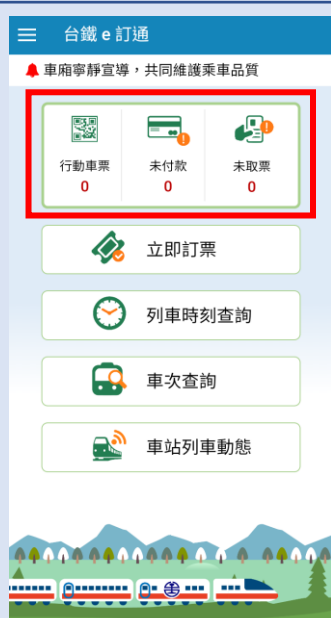 台鐵 e 訂通
車廂寧靜宣導，共同維護乘車品質
行動車票 未付款 未取票
0 0 0
立即訂票
列車時刻查詢
車次查詢
車站列車動態